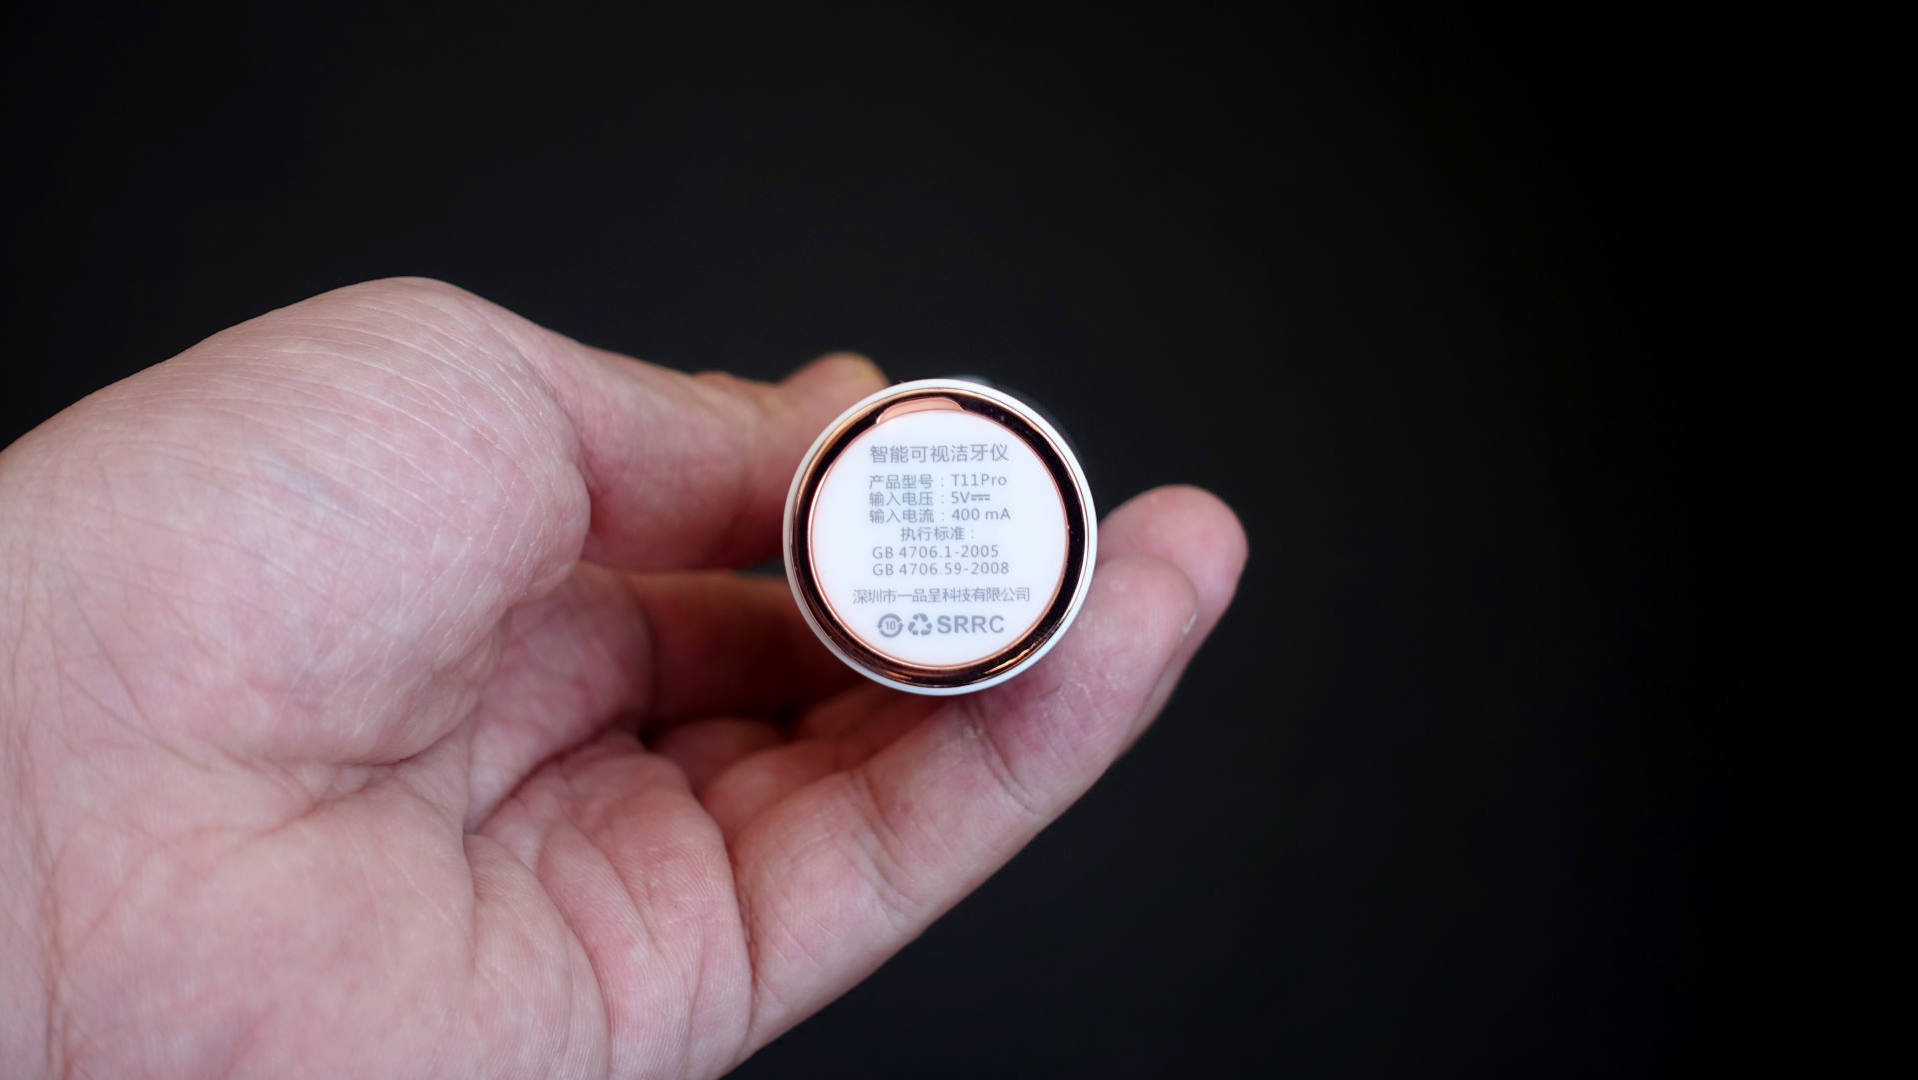 智能可视洁牙仪
产品型号：T11Pro
输入电压：5V⎓
输入电流：400 mA
执行标准：
GB 4706.1-2005
GB 4706.59-2008
深圳市一品呈科技有限公司
10 SRRC